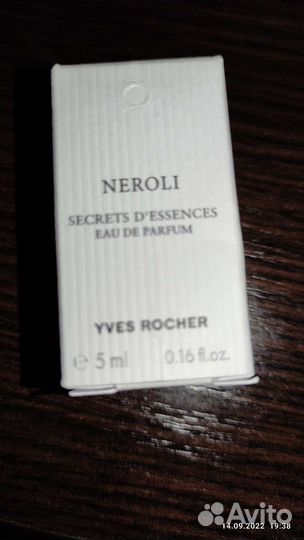 NEROLI
SECRETS D'ESSENCES
EAU DE PARFUM
YVES ROCHER
℮ 5 ml 0.16 fl.oz.
Avito
14.09.2022 19:38